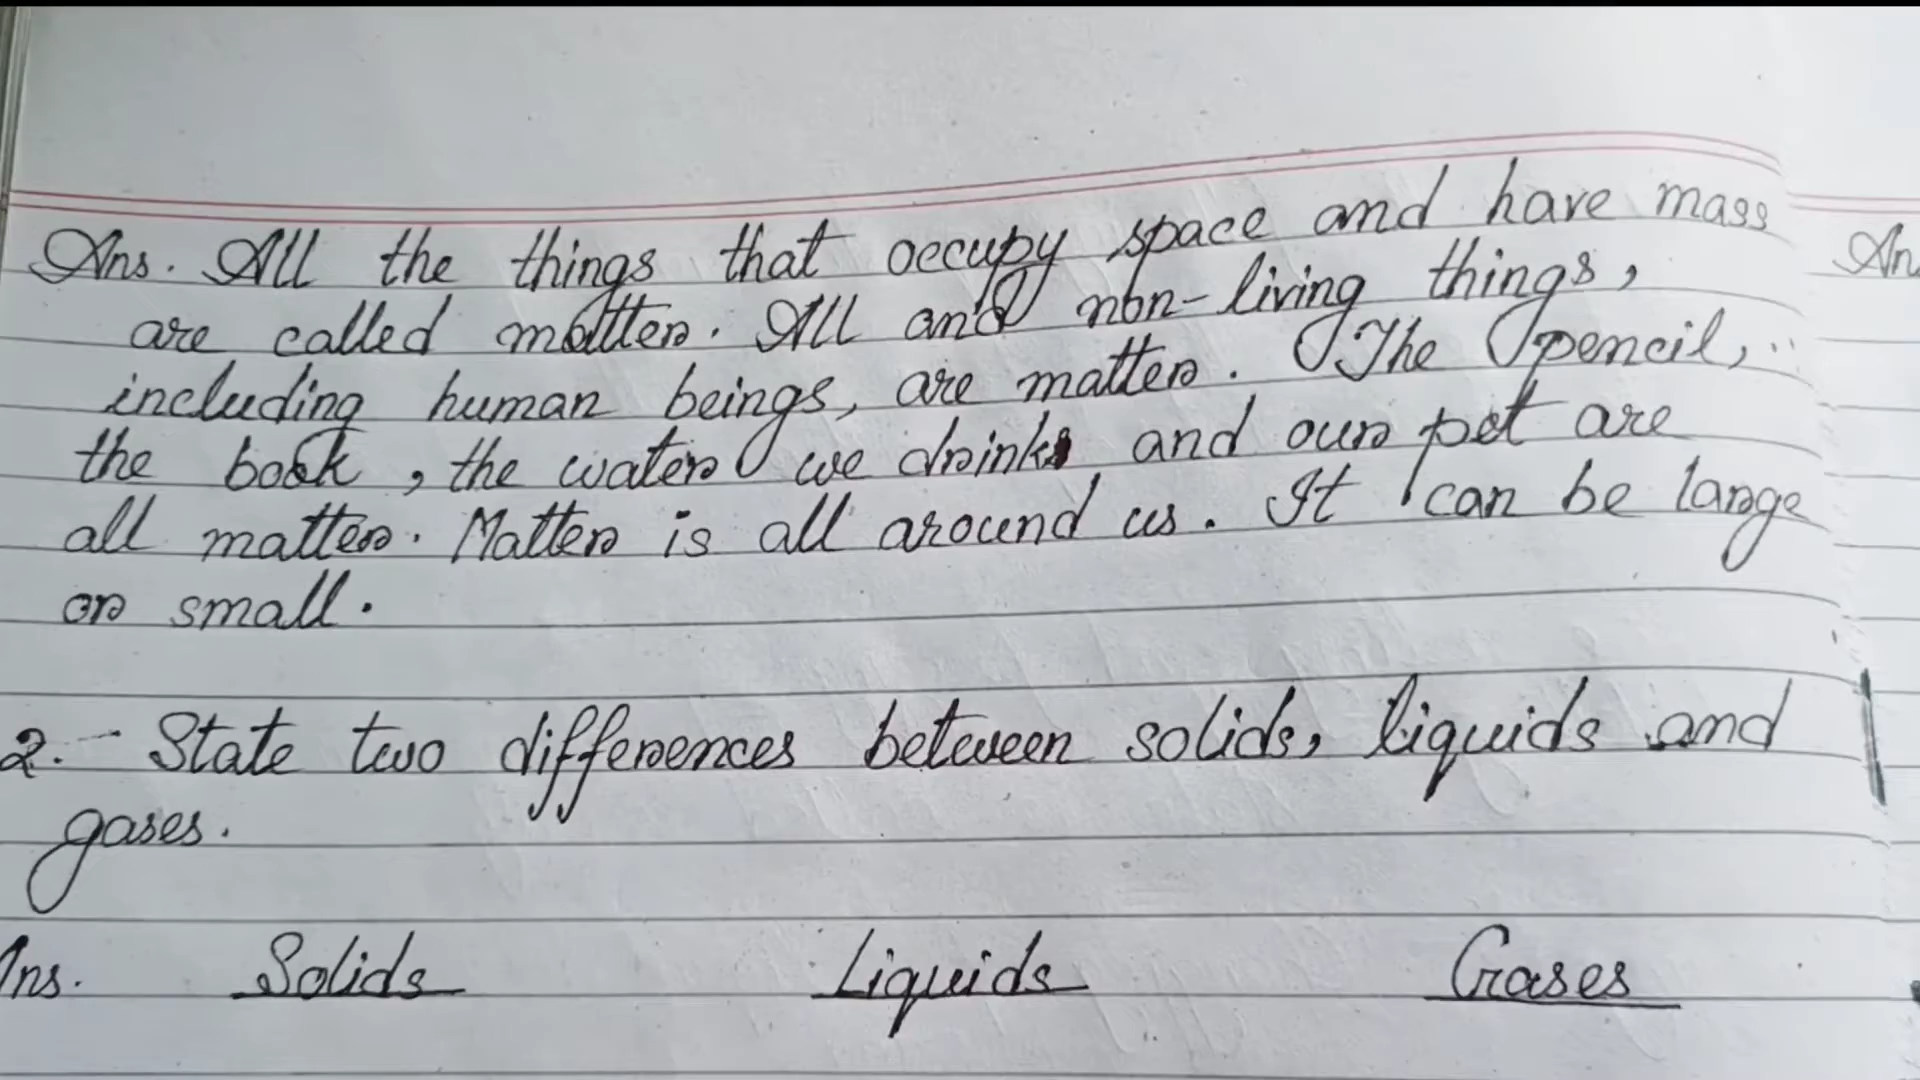 Ans. All the things that occupy space and have mass
are called matter. All and non-living things,
including human beings, are matter. The pencil,
the book, the water we drink and our pet are
all matter. Matter is all around us. It can be large
or small.
2. - State two differences between solids, liquids and
gases.
Ans. Solids Liquids Gases
An